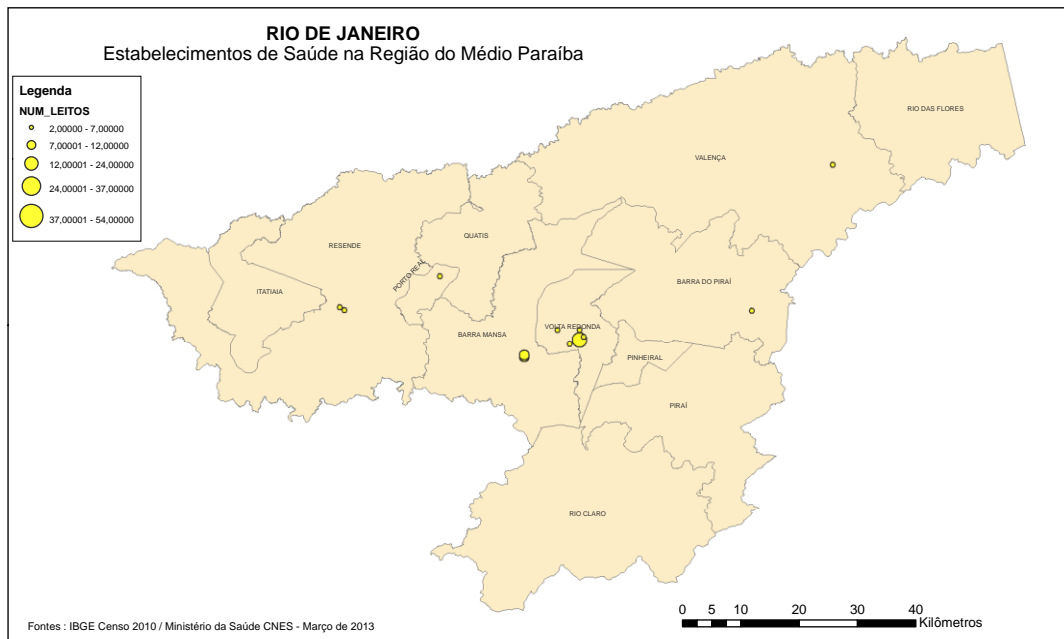 RIO DE JANEIRO
Estabelecimentos de Saúde na Região do Médio Paraíba
Legenda
NUM_LEITOS
2,00000 - 7,00000
7,00001 - 12,00000
12,00001 - 24,00000
24,00001 - 37,00000
37,00001 - 54,00000
RIO DAS FLORES
VALENÇA
RESENDE
QUATIS
PORTO REAL
ITATIAIA
BARRA DO PIRAÍ
BARRA MANSA
VOLTA REDONDA
PINHEIRAL
PIRAÍ
RIO CLARO
Fontes : IBGE Censo 2010 / Ministério da Saúde CNES - Março de 2013
0 5 10 20 30 40
Kilômetros